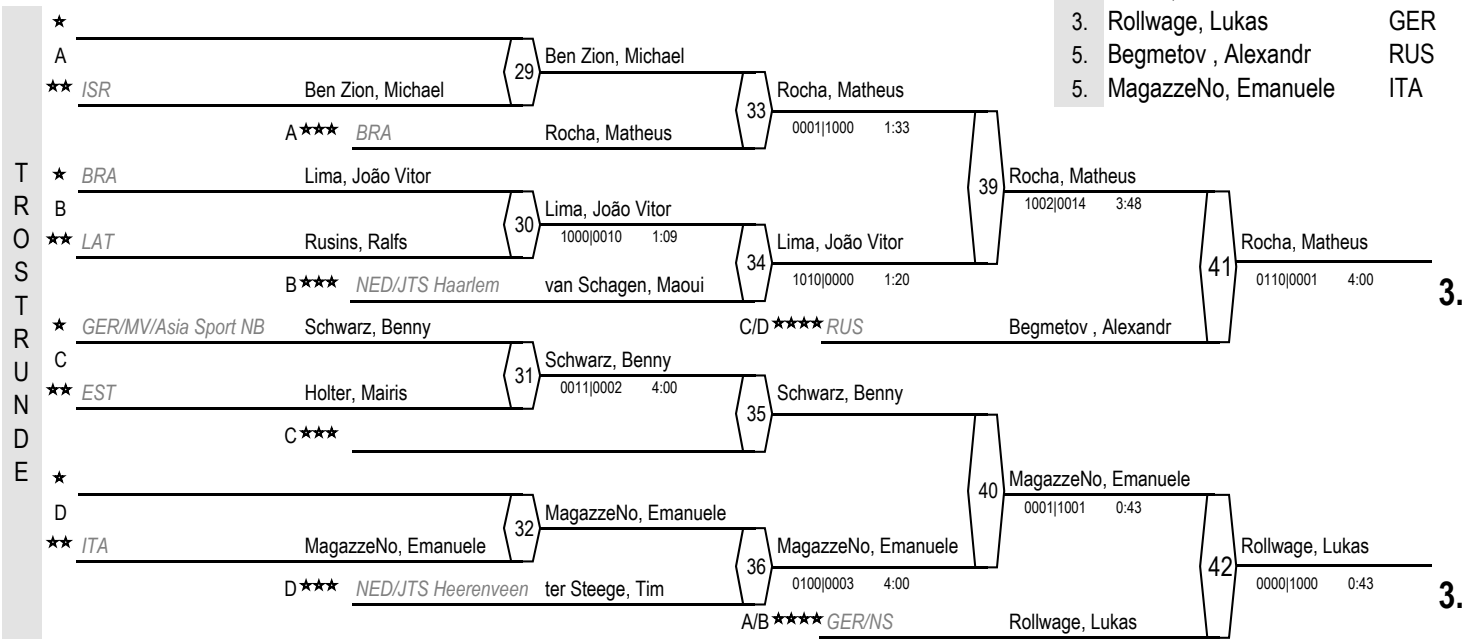 3. Rollwage, Lukas GER
5. Begmetov , Alexandr RUS
5. MagazzeNo, Emanuele ITA
TROSTRUNDE
★
A
★★ ISR Ben Zion, Michael
29 Ben Zion, Michael
A★★★ BRA Rocha, Matheus
33 Rocha, Matheus
0001|1000 1:33
★ BRA Lima, João Vitor
B
★★ LAT Rusins, Ralfs
30 Lima, João Vitor
1000|0010 1:09
B★★★ NED/JTS Haarlem van Schagen, Maoui
34 Lima, João Vitor
1010|0000 1:20
39 Rocha, Matheus
1002|0014 3:48
C/D★★★★ RUS Begmetov , Alexandr
41 Rocha, Matheus
0110|0001 4:00
3.
★ GER/MV/Asia Sport NB Schwarz, Benny
C
★★ EST Holter, Mairis
31 Schwarz, Benny
0011|0002 4:00
C★★★
35 Schwarz, Benny
★
D
★★ ITA MagazzeNo, Emanuele
32 MagazzeNo, Emanuele
D★★★ NED/JTS Heerenveen ter Steege, Tim
36 MagazzeNo, Emanuele
0100|0003 4:00
40 MagazzeNo, Emanuele
0001|1001 0:43
A/B★★★★ GER/NS Rollwage, Lukas
42 Rollwage, Lukas
0000|1000 0:43
3.